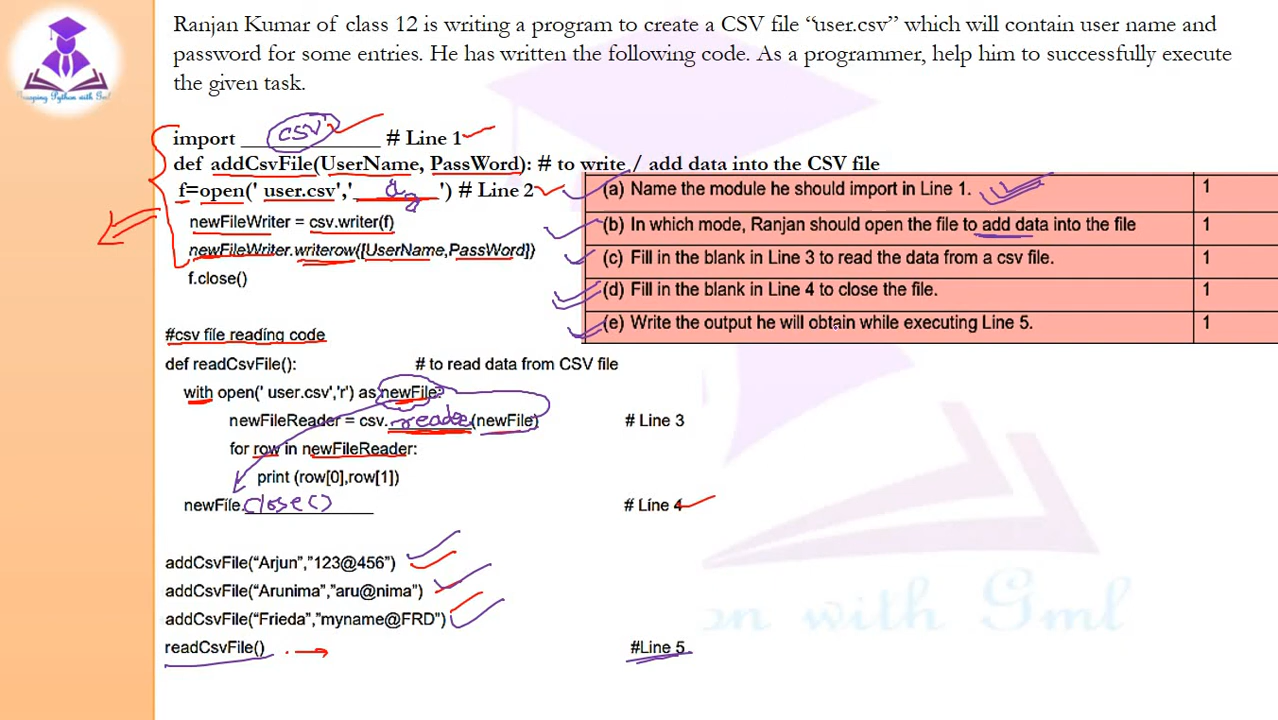 Ranjan Kumar of class 12 is writing a program to create a CSV file “user.csv” which will contain user name and
password for some entries. He has written the following code. As a programmer, help him to successfully execute
the given task.
import csv # Line 1
def addCsvFile(UserName, PassWord): # to write / add data into the CSV file
f=open(' user.csv','a') # Line 2
newFileWriter = csv.writer(f)
newFileWriter.writerow([UserName,PassWord])
f.close()
(a) Name the module he should import in Line 1. 1
(b) In which mode, Ranjan should open the file to add data into the file 1
(c) Fill in the blank in Line 3 to read the data from a csv file. 1
(d) Fill in the blank in Line 4 to close the file. 1
(e) Write the output he will obtain while executing Line 5. 1
#csv file reading code
def readCsvFile(): # to read data from CSV file
with open(' user.csv','r') as newFile:
newFileReader = csv.reader(newFile) # Line 3
for row in newFileReader:
print (row[0],row[1])
newFile.close() # Line 4
addCsvFile(“Arjun”,”123@456”)
addCsvFile(“Arunima”,”aru@nima”)
addCsvFile(“Frieda”,”myname@FRD”)
readCsvFile() #Line 5
Python with Gml